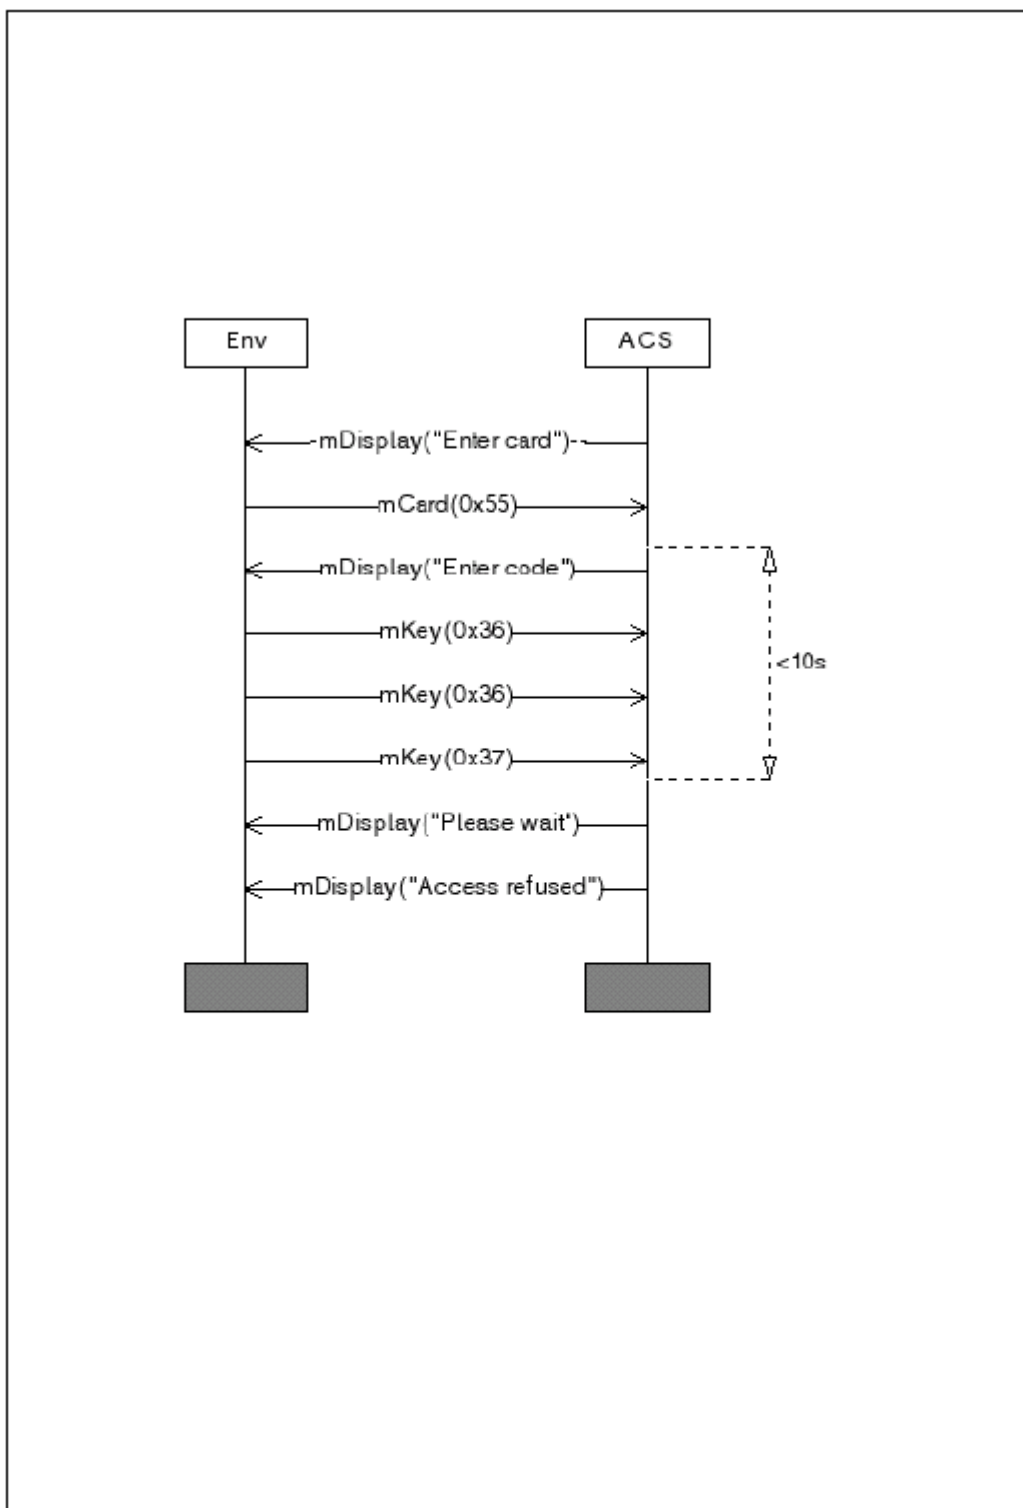 Env
ACS
mDisplay("Enter card")
mCard(0x55)
mDisplay("Enter code")
mKey(0x36)
<10s
mKey(0x36)
mKey(0x37)
mDisplay("Please wait")
mDisplay("Access refused")